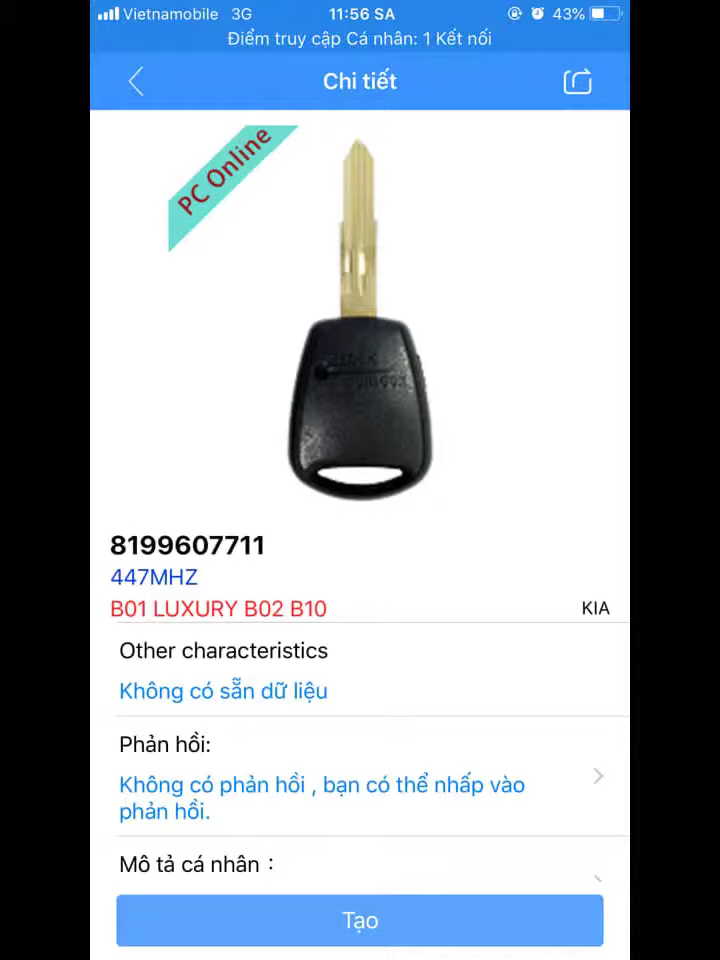 Vietnamobile 3G 11:56 SA 43%
Điểm truy cập Cá nhân: 1 Kết nối
Chi tiết
PC Online
8199607711
447MHZ
B01 LUXURY B02 B10 KIA
Other characteristics
Không có sẵn dữ liệu
Phản hồi:
Không có phản hồi , bạn có thể nhấp vào
phản hồi.
Mô tả cá nhân :
Tạo